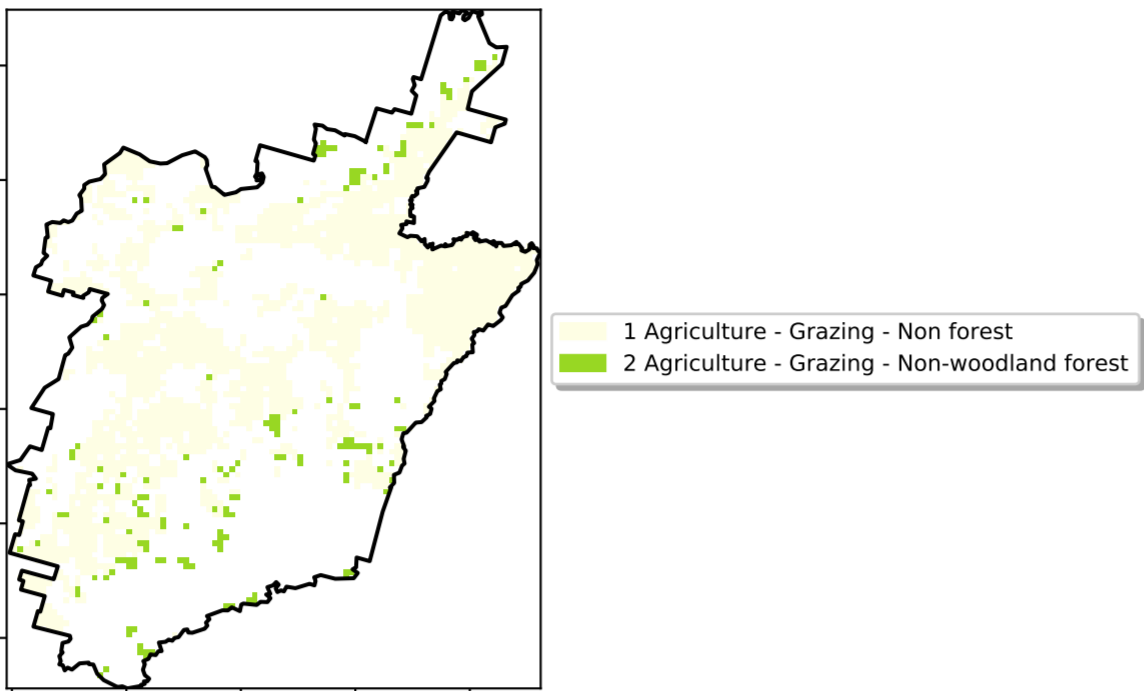 1 Agriculture - Grazing - Non forest
2 Agriculture - Grazing - Non-woodland forest